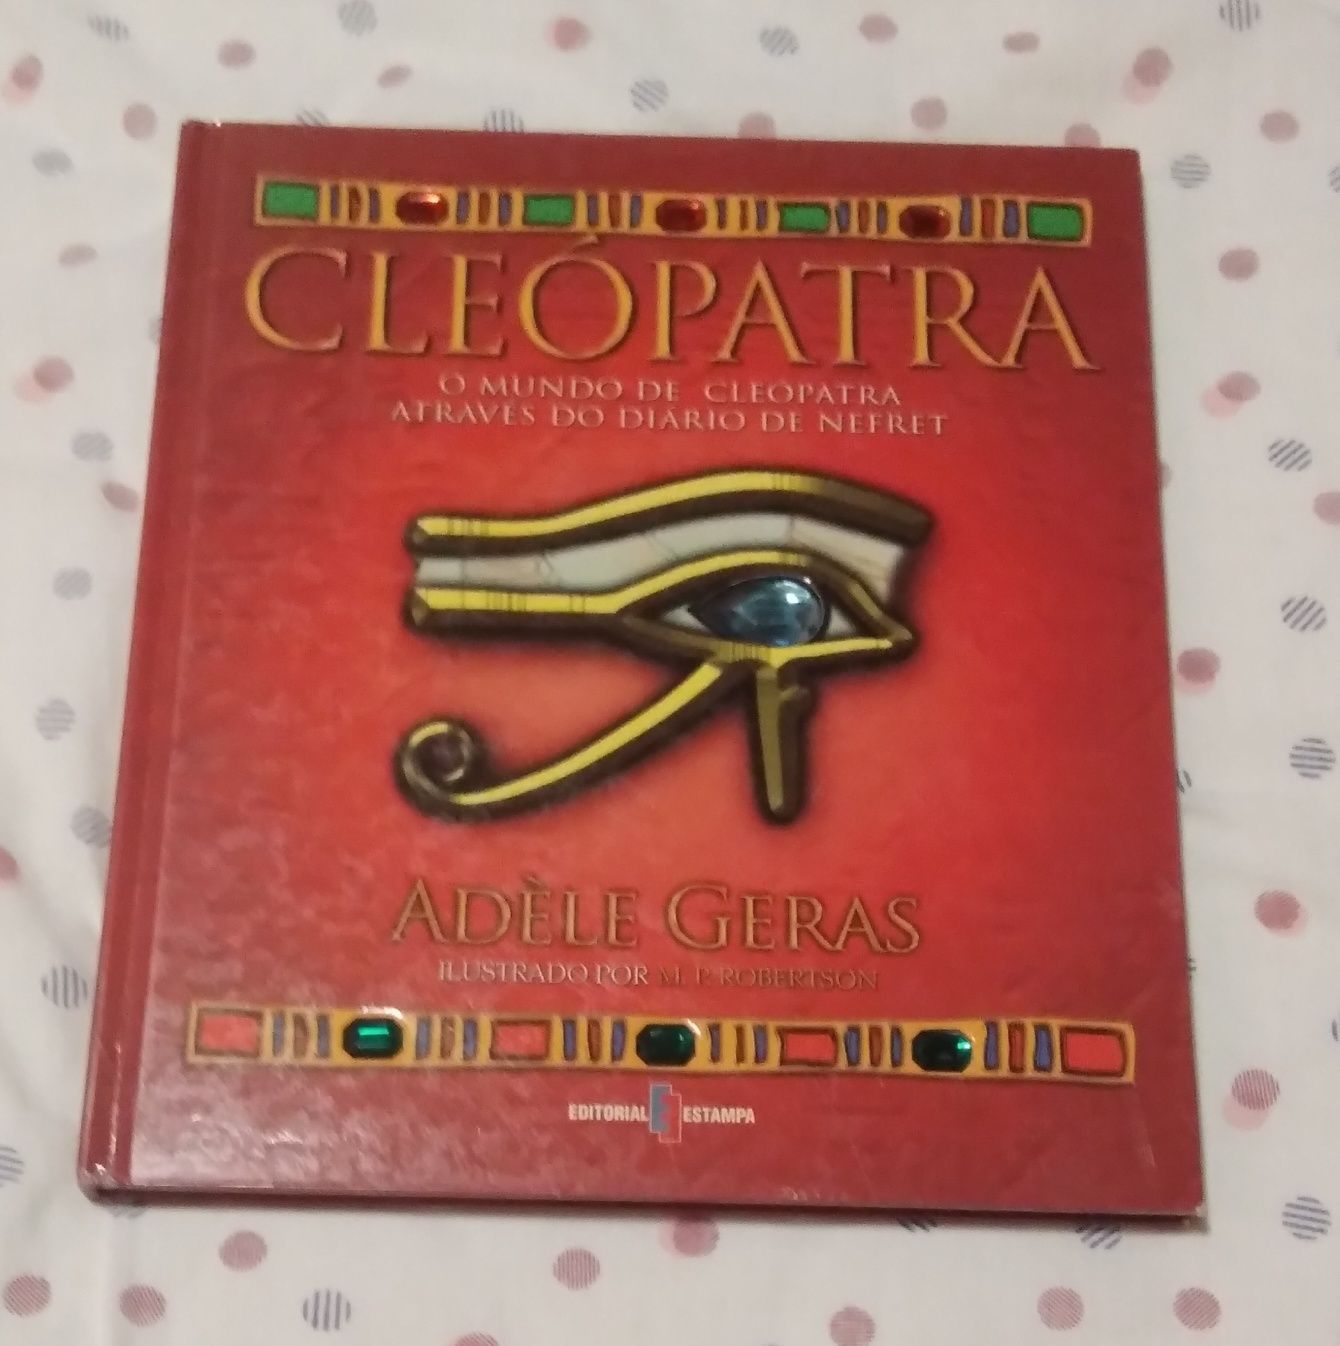 CLEÓPATRA
O MUNDO DE CLEÓPATRA
ATRAVÉS DO DIÁRIO DE NEFRET
ADÈLE GERAS
ILUSTRADO POR M. P. ROBERTSON
EDITORIAL ESTAMPA